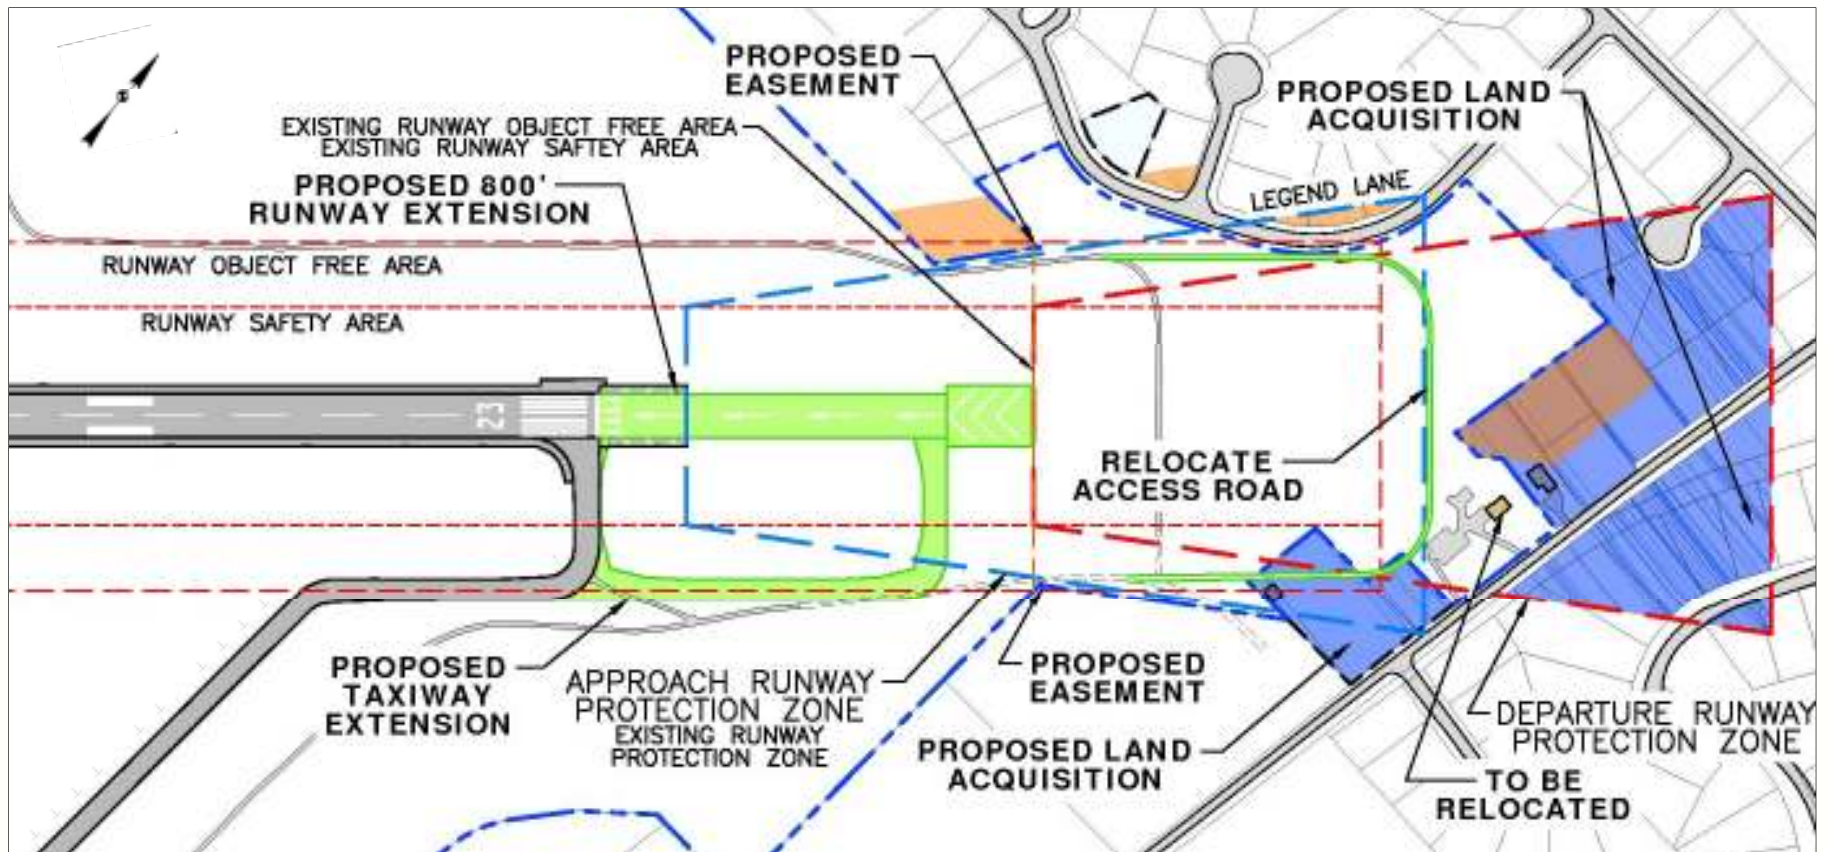 PROPOSED
EASEMENT
PROPOSED LAND
ACQUISITION
EXISTING RUNWAY OBJECT FREE AREA
EXISTING RUNWAY SAFTEY AREA
PROPOSED 800'
RUNWAY EXTENSION
LEGEND LANE
RUNWAY OBJECT FREE AREA
RUNWAY SAFETY AREA
23
RELOCATE
ACCESS ROAD
PROPOSED
TAXIWAY
EXTENSION
APPROACH RUNWAY
PROTECTION ZONE
EXISTING RUNWAY
PROTECTION ZONE
PROPOSED
EASEMENT
PROPOSED LAND
ACQUISITION
DEPARTURE RUNWAY
PROTECTION ZONE
TO BE
RELOCATED